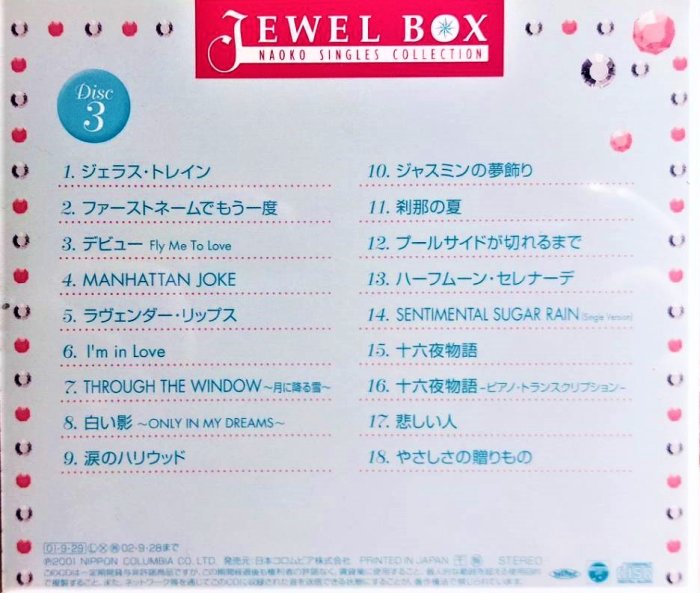 JEWEL BOX
NAOKO SINGLES COLLECTION
Disc
3
1. ジェラス・トレイン
2. ファーストネームでもう一度
3. デビュー Fly Me To Love
4. MANHATTAN JOKE
5. ラヴェンダー・リップス
6. I'm in Love
7. THROUGH THE WINDOW～月に降る雪～
8. 白い影 ～ONLY IN MY DREAMS～
9. 涙のハリウッド
10. ジャスミンの夢飾り
11. 刹那の夏
12. プールサイドが切れるまで
13. ハーフムーン・セレナーデ
14. SENTIMENTAL SUGAR RAIN(Single Version)
15. 十六夜物語
16. 十六夜物語－ピアノ・トランスクリプション－
17. 悲しい人
18. やさしさの贈りもの
01-9-29 02-9-28まで
℗2001 NIPPON COLUMBIA CO., LTD. 発売元:日本コロムビア株式会社 PRINTED IN JAPAN STEREO